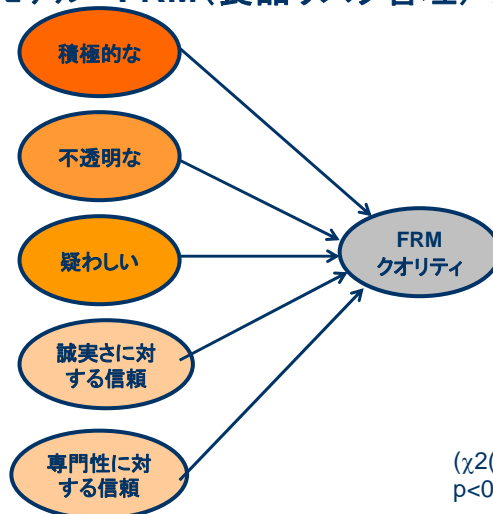 FRM
積極的な
不透明な
疑わしい
FRM
クオリティ
誠実さに対
する信頼
専門性に対
する信頼
(χ2(
p<0